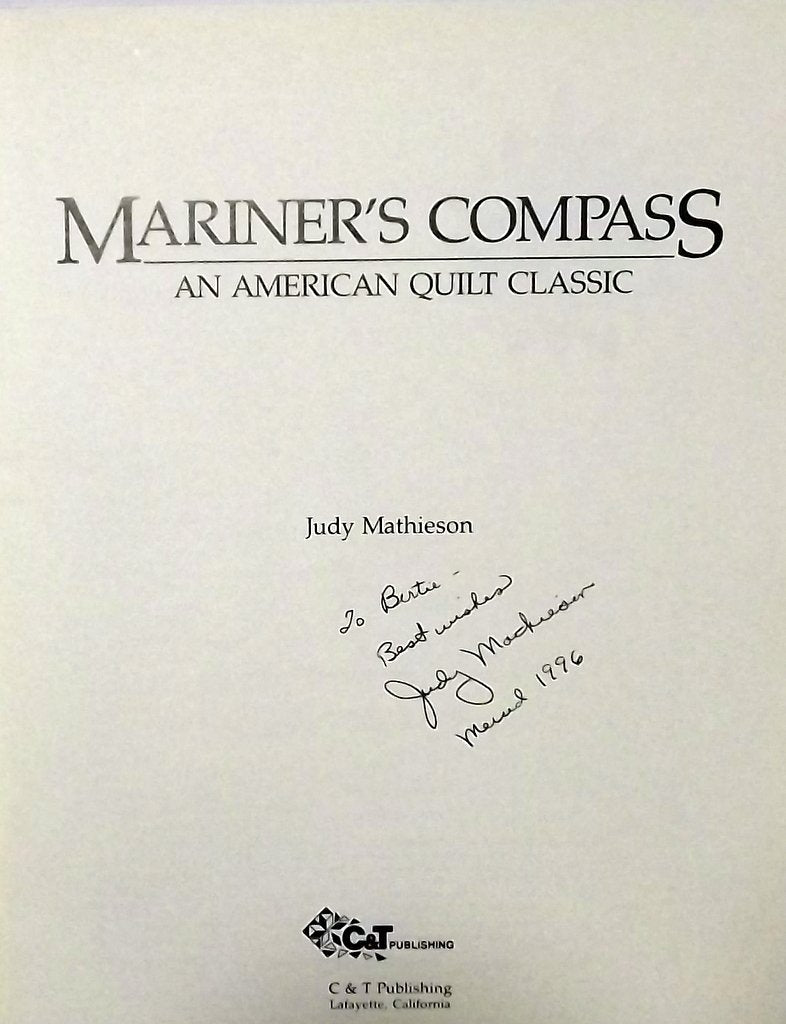 MARINER'S COMPASS
AN AMERICAN QUILT CLASSIC
Judy Mathieson
To Bertie -
Best wishes
Judy Mathieson
Merced 1996
C&T PUBLISHING
C & T Publishing
Lafayette, California